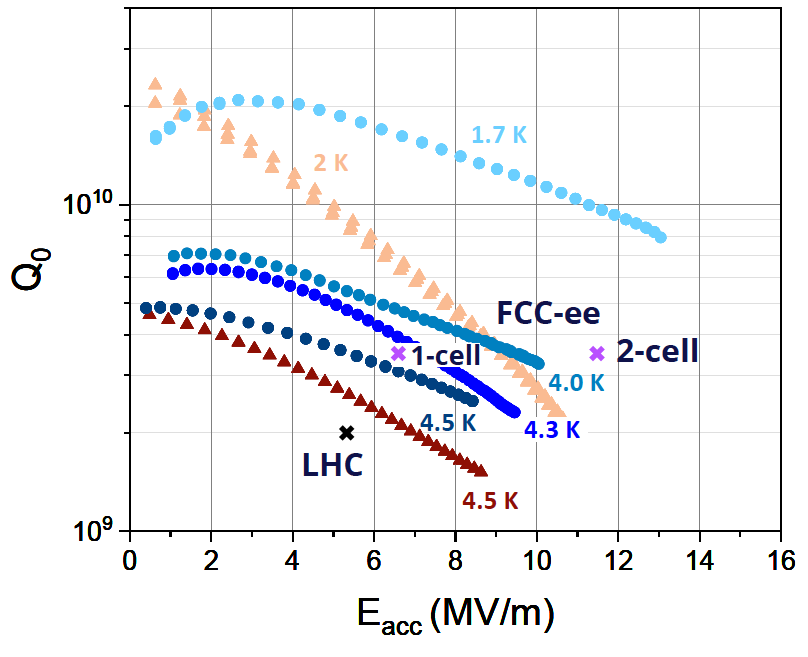 Q0
10^10
10^9
1.7 K
2 K
FCC-ee
1-cell
2-cell
4.0 K
4.5 K
4.3 K
LHC
4.5 K
0 2 4 6 8 10 12 14 16
Eacc (MV/m)